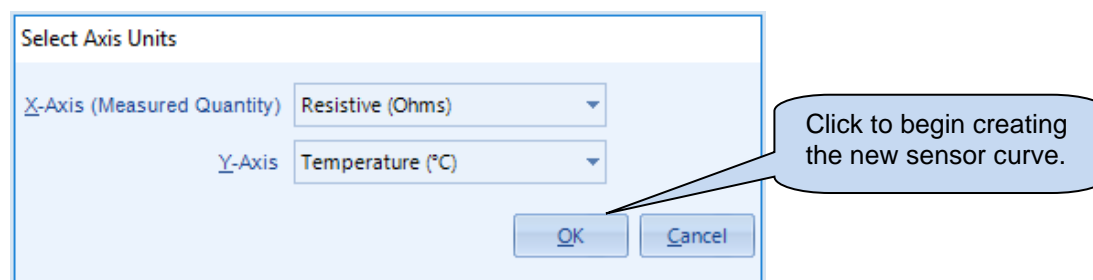 Select Axis Units
X-Axis (Measured Quantity) Resistive (Ohms)
Y-Axis Temperature (°C)
Click to begin creating
the new sensor curve.
OK Cancel